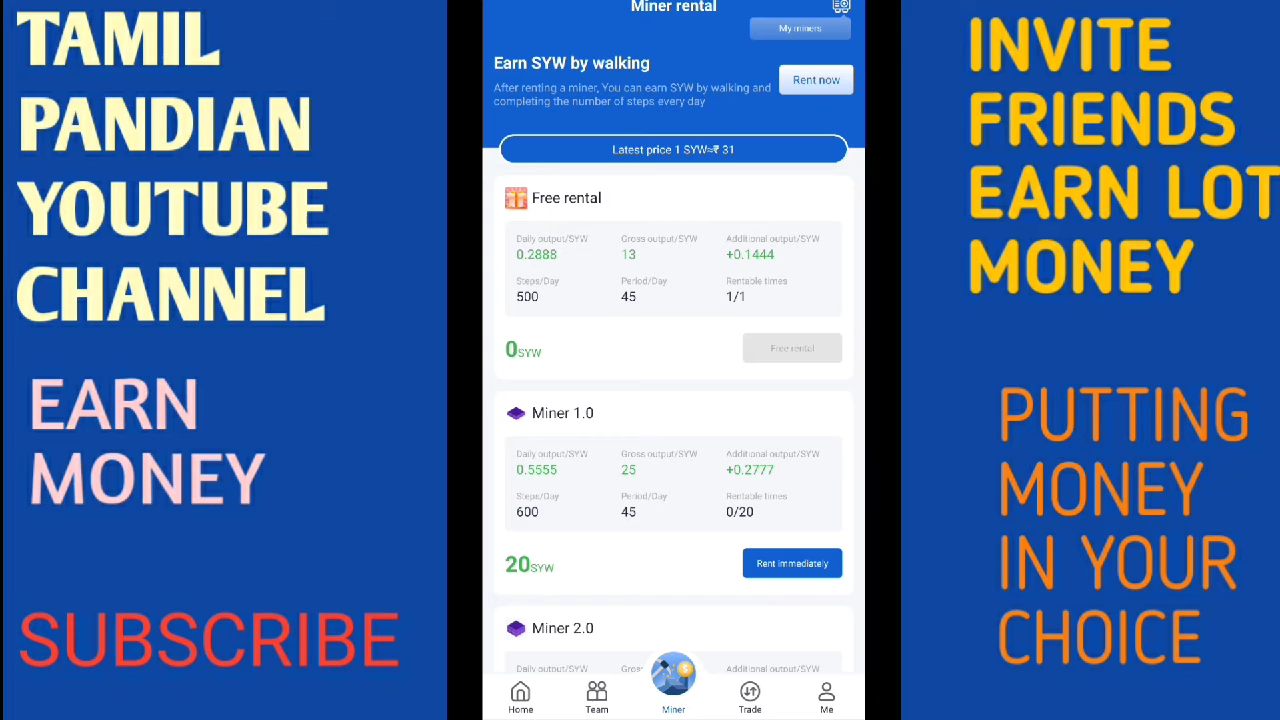 TAMIL
PANDIAN
YOUTUBE
CHANNEL
EARN
MONEY
SUBSCRIBE
Miner rental
My miners
Earn SYW by walking
After renting a miner, You can earn SYW by walking and
completing the number of steps every day
Rent now
Latest price 1 SYW≈₹ 31
Free rental
Daily output/SYW Gross output/SYW Additional output/SYW
0.2888 13 +0.1444
Steps/Day Period/Day Rentable times
500 45 1/1
0SYW Free rental
Miner 1.0
Daily output/SYW Gross output/SYW Additional output/SYW
0.5555 25 +0.2777
Steps/Day Period/Day Rentable times
600 45 0/20
20SYW Rent immediately
Miner 2.0
Daily output/SYW Additional output/SYW
Home Team Miner Trade Me
INVITE
FRIENDS
EARN LOT
MONEY
PUTTING
MONEY
IN YOUR
CHOICE